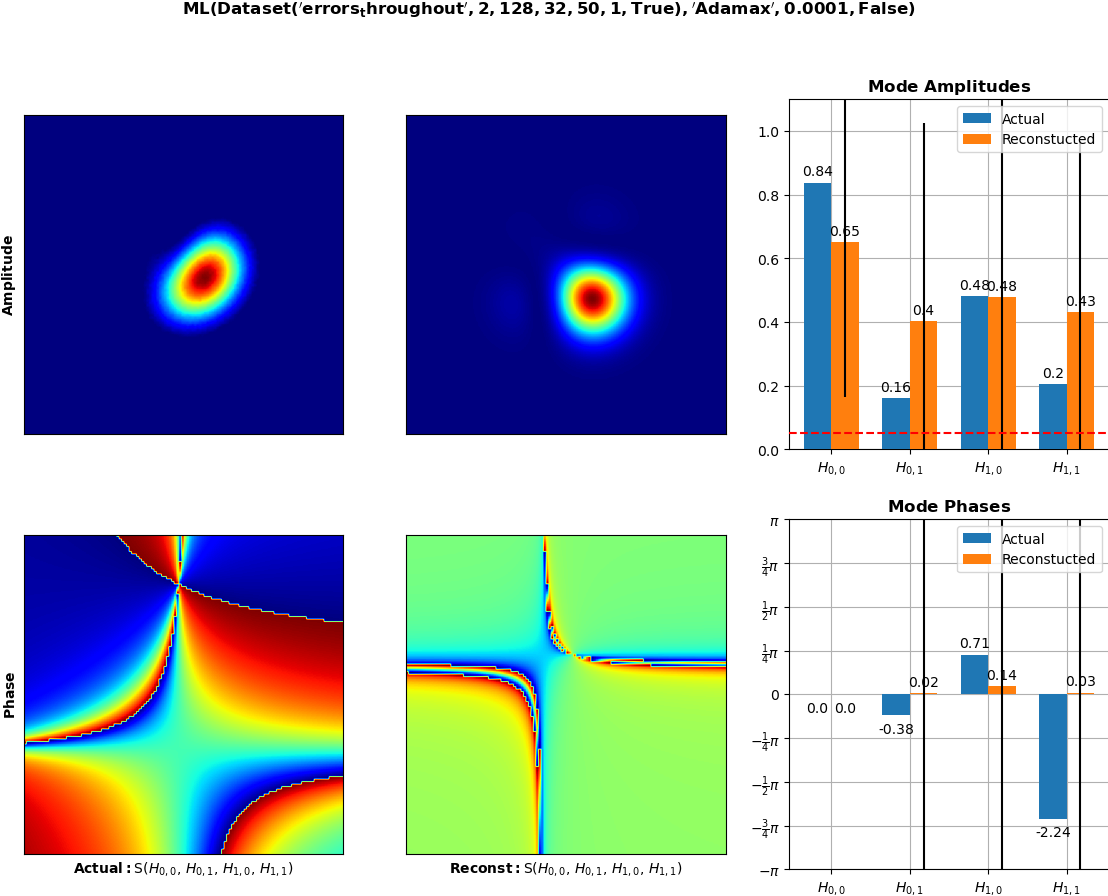 ML(Dataset('errors_throughout', 2, 128, 32, 50, 1, True), 'Adamax', 0.0001, False)
Amplitude
Mode Amplitudes
Actual
Reconstucted
1.0
0.8
0.6
0.4
0.2
0.0
0.84
0.65
0.16
0.4
0.48
0.48
0.2
0.43
H0,0
H0,1
H1,0
H1,1
Phase
Actual: S(H0,0, H0,1, H1,0, H1,1)
Reconst: S(H0,0, H0,1, H1,0, H1,1)
Mode Phases
Actual
Reconstucted
π
3/4π
1/2π
1/4π
0
−1/4π
−1/2π
−3/4π
−π
0.0
0.0
-0.38
0.02
0.71
0.14
-2.24
0.03
H0,0
H0,1
H1,0
H1,1